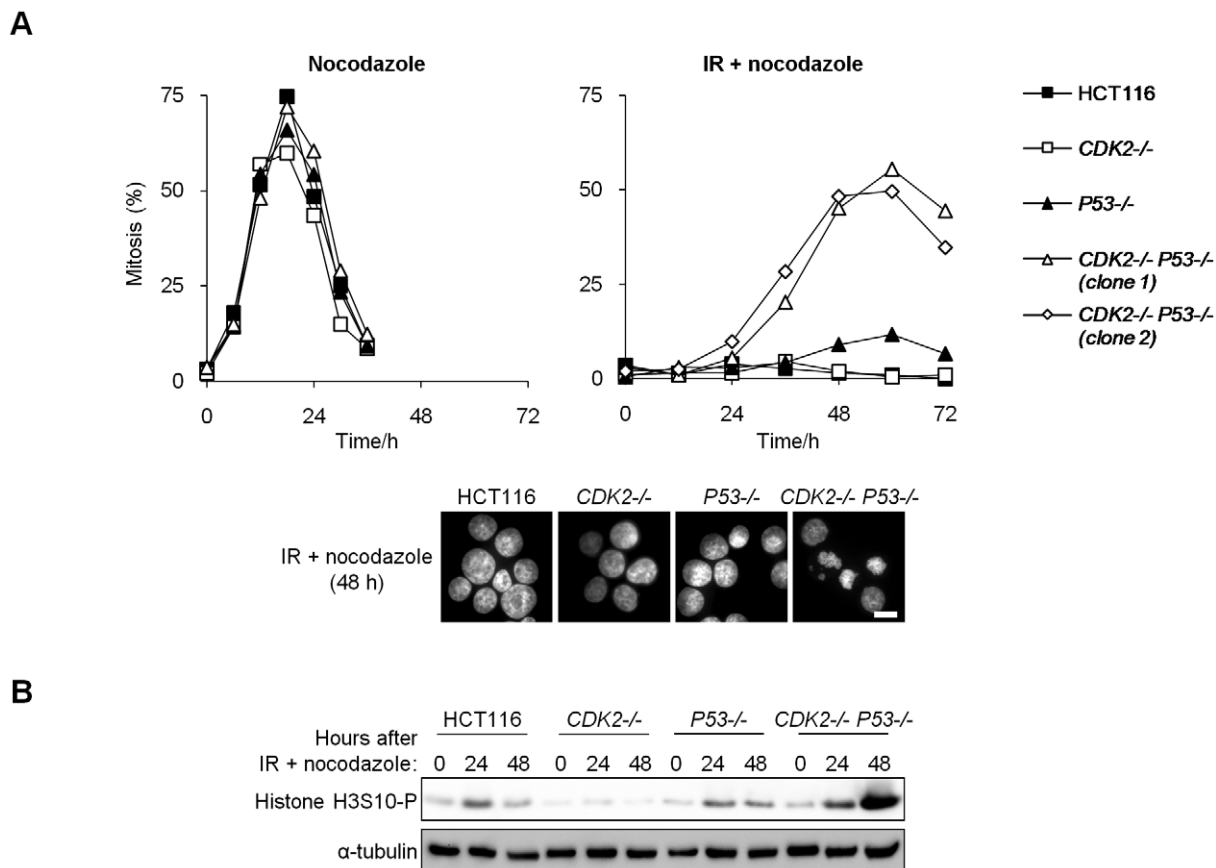 A
Nocodazole
IR + nocodazole
75
50
25
0
Mitosis (%)
0 24 48 72
Time/h
75
50
25
0
0 24 48 72
Time/h
HCT116
CDK2-/-
P53-/-
CDK2-/- P53-/-
(clone 1)
CDK2-/- P53-/-
(clone 2)
HCT116 CDK2-/- P53-/- CDK2-/- P53-/-
IR + nocodazole
(48 h)
B
HCT116 CDK2-/- P53-/- CDK2-/- P53-/-
Hours after
IR + nocodazole: 0 24 48 0 24 48 0 24 48 0 24 48
Histone H3S10-P
α-tubulin